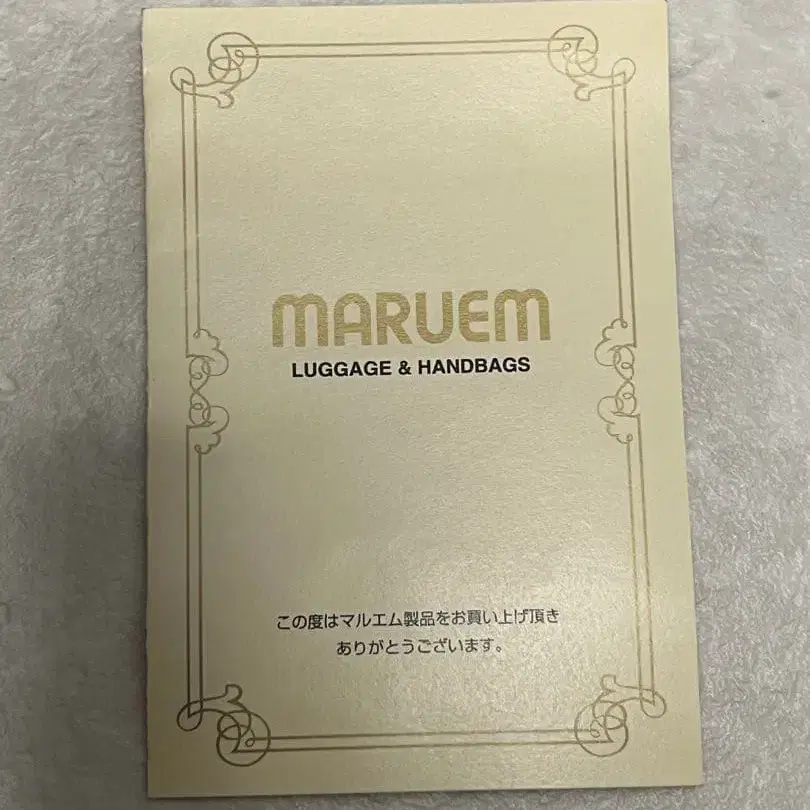 MARUEM
LUGGAGE & HANDBAGS
この度はマルエム製品をお買い上げ頂き
ありがとうございます。